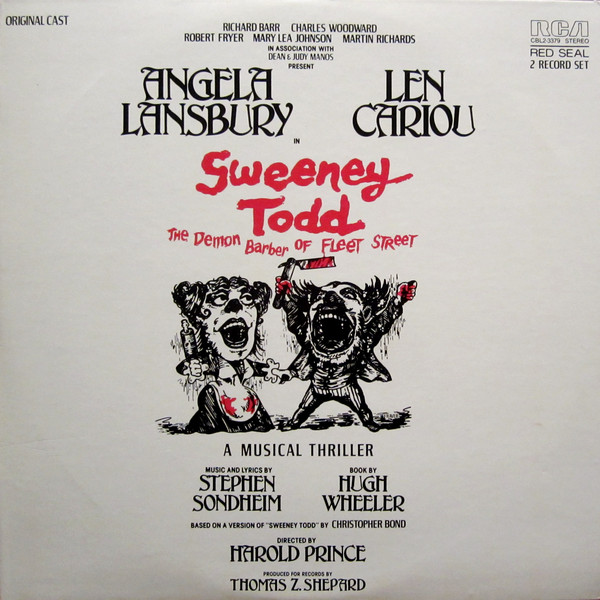 ORIGINAL CAST
RICHARD BARR CHARLES WOODWARD
ROBERT FRYER MARY LEA JOHNSON MARTIN RICHARDS
IN ASSOCIATION WITH
DEAN & JUDY MANOS
PRESENT
RCA
CBL2-3379 STEREO
RED SEAL
2 RECORD SET
ANGELA
LANSBURY
LEN
CARIOU
IN
Sweeney
Todd
The Demon Barber of Fleet Street
A MUSICAL THRILLER
MUSIC AND LYRICS BY
STEPHEN
SONDHEIM
BOOK BY
HUGH
WHEELER
BASED ON A VERSION OF "SWEENEY TODD" BY CHRISTOPHER BOND
DIRECTED BY
HAROLD PRINCE
PRODUCED FOR RECORDS BY
THOMAS Z. SHEPARD